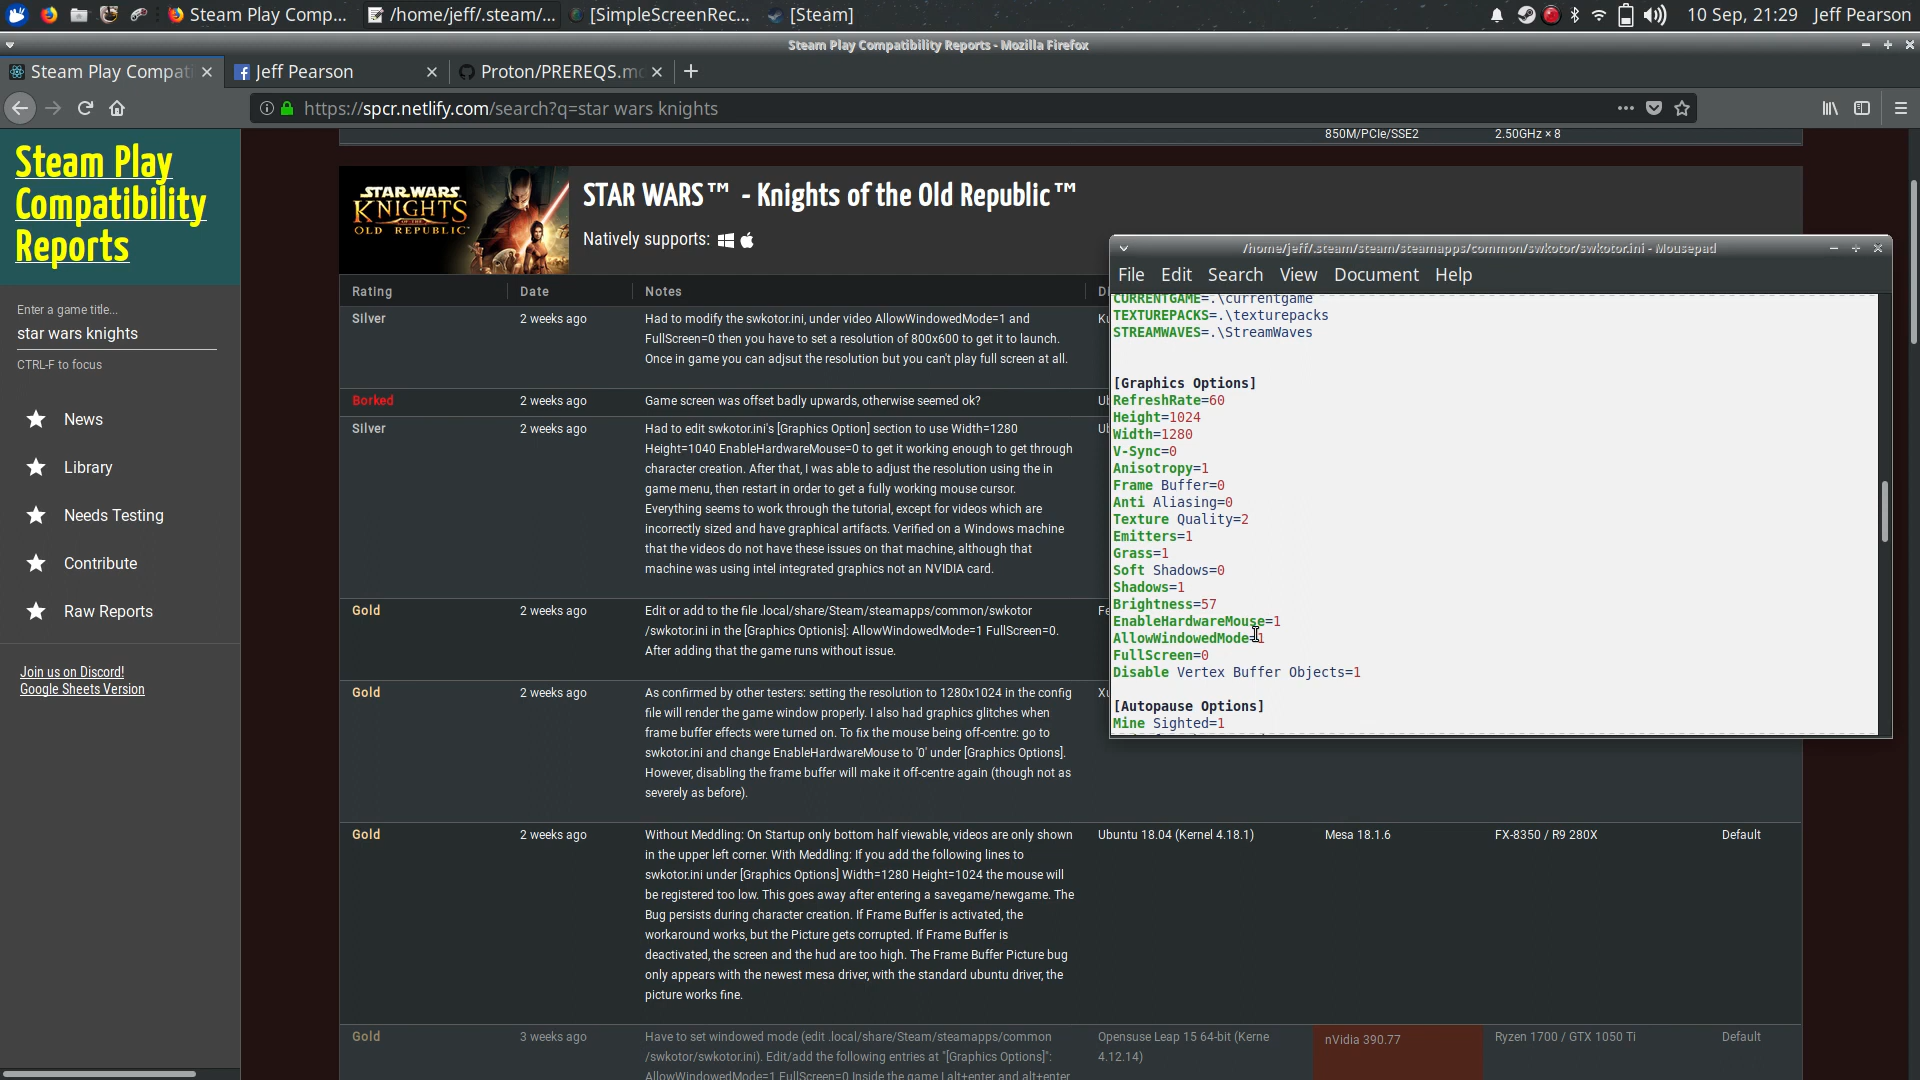 Steam Play Comp...
/home/jeff/.steam/...
[SimpleScreenRec...
[Steam]
10 Sep, 21:29
Jeff Pearson
Steam Play Compatibility Reports - Mozilla Firefox
Steam Play Compati
Jeff Pearson
Proton/PREREQS.m
https://spcr.netlify.com/search?q=star wars knights
Steam Play
Compatibility
Reports
Enter a game title...
star wars knights
CTRL-F to focus
News
Library
Needs Testing
Contribute
Raw Reports
Join us on Discord!
Google Sheets Version
850M/PCIe/SSE2
2.50GHz × 8
STAR WARS
KNIGHTS
OF THE
OLD REPUBLIC
STAR WARS™ - Knights of the Old Republic™
Natively supports:
Rating
Date
Notes
Silver
2 weeks ago
Had to modify the swkotor.ini, under video AllowWindowedMode=1 and
FullScreen=0 then you have to set a resolution of 800x600 to get it to launch.
Once in game you can adjsut the resolution but you can't play full screen at all.
Borked
2 weeks ago
Game screen was offset badly upwards, otherwise seemed ok?
Silver
2 weeks ago
Had to edit swkotor.ini's [Graphics Option] section to use Width=1280
Height=1040 EnableHardwareMouse=0 to get it working enough to get through
character creation. After that, I was able to adjust the resolution using the in
game menu, then restart in order to get a fully working mouse cursor.
Everything seems to work through the tutorial, except for videos which are
incorrectly sized and have graphical artifacts. Verified on a Windows machine
that the videos do not have these issues on that machine, although that
machine was using intel integrated graphics not an NVIDIA card.
Gold
2 weeks ago
Edit or add to the file .local/share/Steam/steamapps/common/swkotor
/swkotor.ini in the [Graphics Optionis]: AllowWindowedMode=1 FullScreen=0.
After adding that the game runs without issue.
Gold
2 weeks ago
As confirmed by other testers: setting the resolution to 1280x1024 in the config
file will render the game window properly. I also had graphics glitches when
frame buffer effects were turned on. To fix the mouse being off-centre: go to
swkotor.ini and change EnableHardwareMouse to '0' under [Graphics Options].
However, disabling the frame buffer will make it off-centre again (though not as
severely as before).
Gold
2 weeks ago
Without Meddling: On Startup only bottom half viewable, videos are only shown
in the upper left corner. With Meddling: If you add the following lines to
swkotor.ini under [Graphics Options] Width=1280 Height=1024 the mouse will
be registered too low. This goes away after entering a savegame/newgame. The
Bug persists during character creation. If Frame Buffer is activated, the
workaround works, but the Picture gets corrupted. If Frame Buffer is
deactivated, the screen and the hud are too high. The Frame Buffer Picture bug
only appears with the newest mesa driver, with the standard ubuntu driver, the
picture works fine.
Ubuntu 18.04 (Kernel 4.18.1)
Mesa 18.1.6
FX-8350 / R9 280X
Default
Gold
3 weeks ago
Have to set windowed mode (edit .local/share/Steam/steamapps/common
/swkotor/swkotor.ini). Edit/add the following entries at "[Graphics Options]":
AllowWindowedMode=1 FullScreen=0 Inside the game [alt+enter and alt+enter
Opensuse Leap 15 64-bit (Kerne
4.12.14)
nVidia 390.77
Ryzen 1700 / GTX 1050 Ti
Default
/home/jeff/.steam/steam/steamapps/common/swkotor/swkotor.ini - Mousepad
File Edit Search View Document Help
CURRENTGAME=.\currentgame
TEXTUREPACKS=.\texturepacks
STREAMWAVES=.\StreamWaves
[Graphics Options]
RefreshRate=60
Height=1024
Width=1280
V-Sync=0
Anisotropy=1
Frame Buffer=0
Anti Aliasing=0
Texture Quality=2
Emitters=1
Grass=1
Soft Shadows=0
Shadows=1
Brightness=57
EnableHardwareMouse=1
AllowWindowedMode=1
FullScreen=0
Disable Vertex Buffer Objects=1
[Autopause Options]
Mine Sighted=1